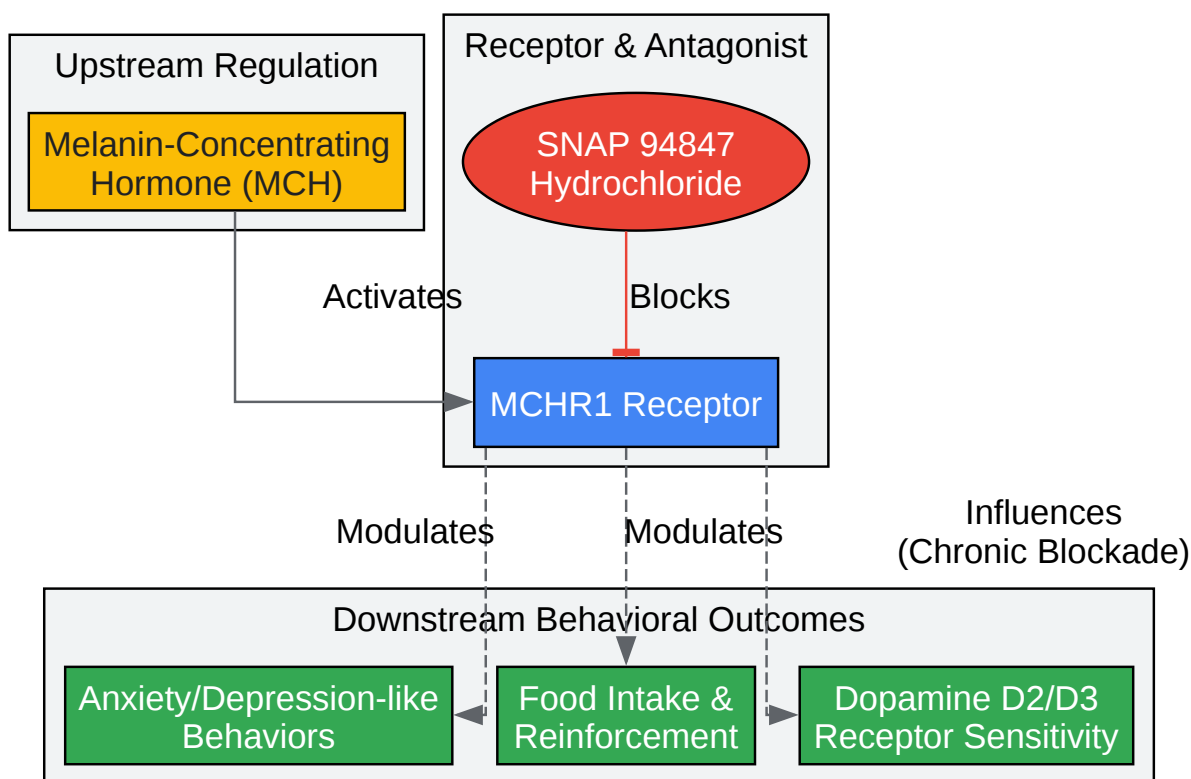 Upstream Regulation
Melanin-Concentrating
Hormone (MCH)
Receptor & Antagonist
SNAP 94847
Hydrochloride
Activates
Blocks
MCHR1 Receptor
Modulates
Modulates
Influences
(Chronic Blockade)
Downstream Behavioral Outcomes
Anxiety/Depression-like
Behaviors
Food Intake &
Reinforcement
Dopamine D2/D3
Receptor Sensitivity